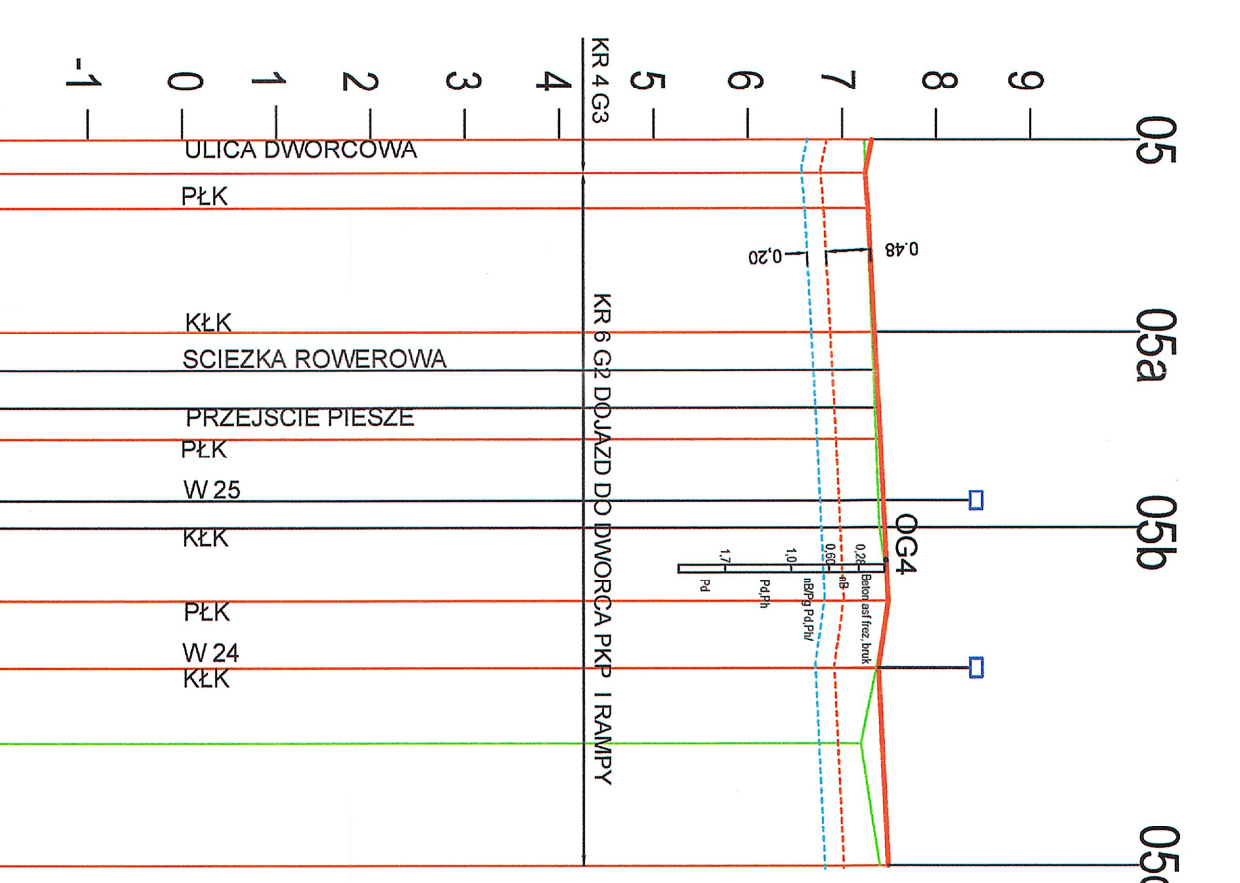 -1
0
1
2
3
4
5
6
7
8
9
05
05a
05b
KR 4 G3
KR 6 G2 DOJAZD DO DWORCA PKP I RAMPY
ULICA DWORCOWA
PŁK
0,20
0.48
KŁK
SCIEZKA ROWEROWA
PRZEJSCIE PIESZE
PŁK
W 25
KŁK
OG4
0,28
0,60
1,0
1,7
Beton asf frez, bruk
nB
nB/Pg Pd,Ph/
Pd,Ph
Pd
PŁK
W 24
KŁK